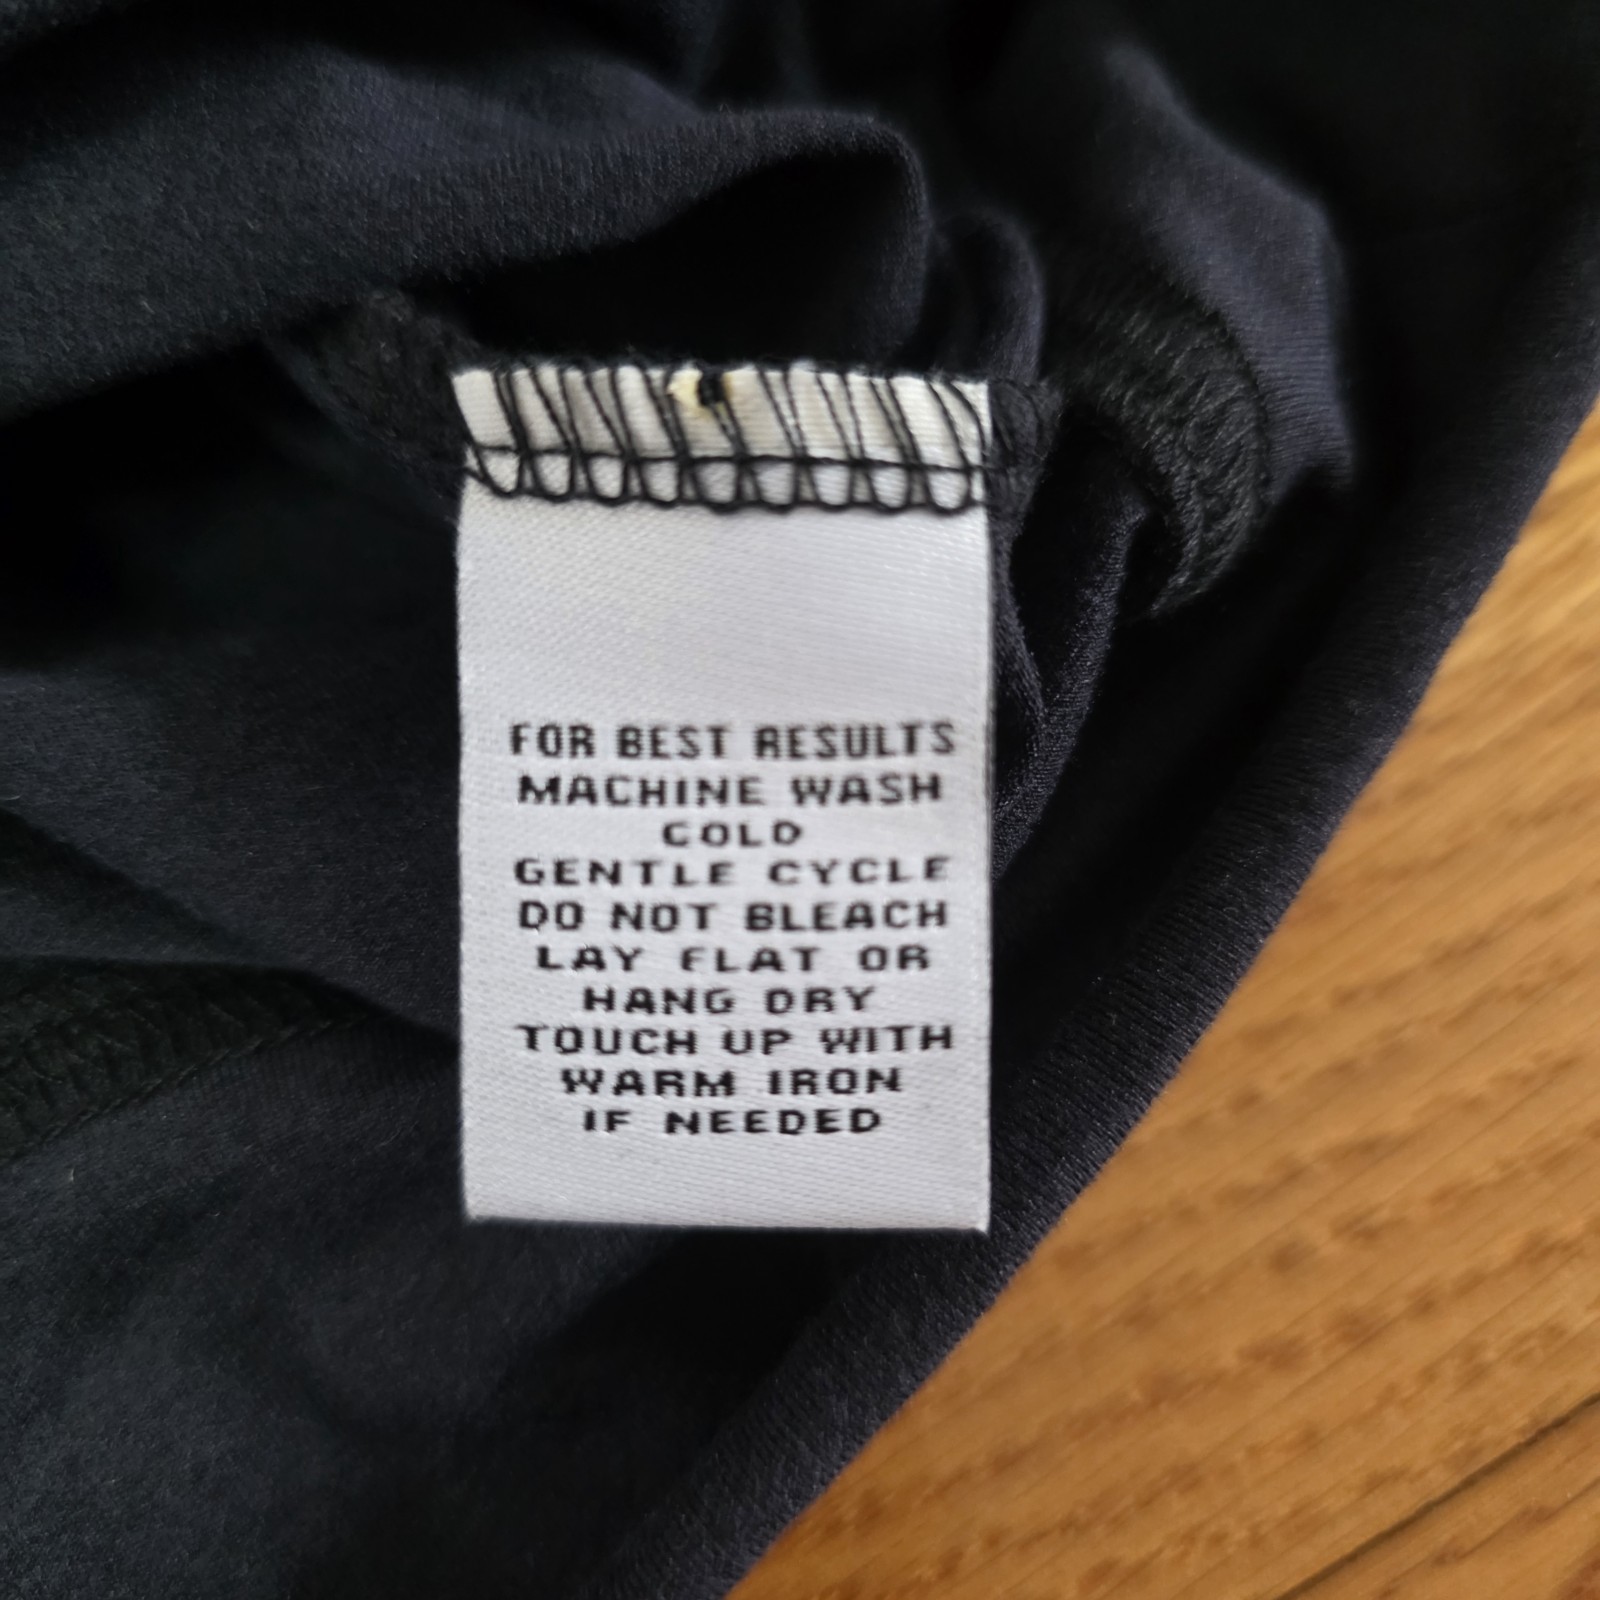 FOR BEST RESULTS
MACHINE WASH
COLD
GENTLE CYCLE
DO NOT BLEACH
LAY FLAT OR
HANG DRY
TOUCH UP WITH
WARM IRON
IF NEEDED